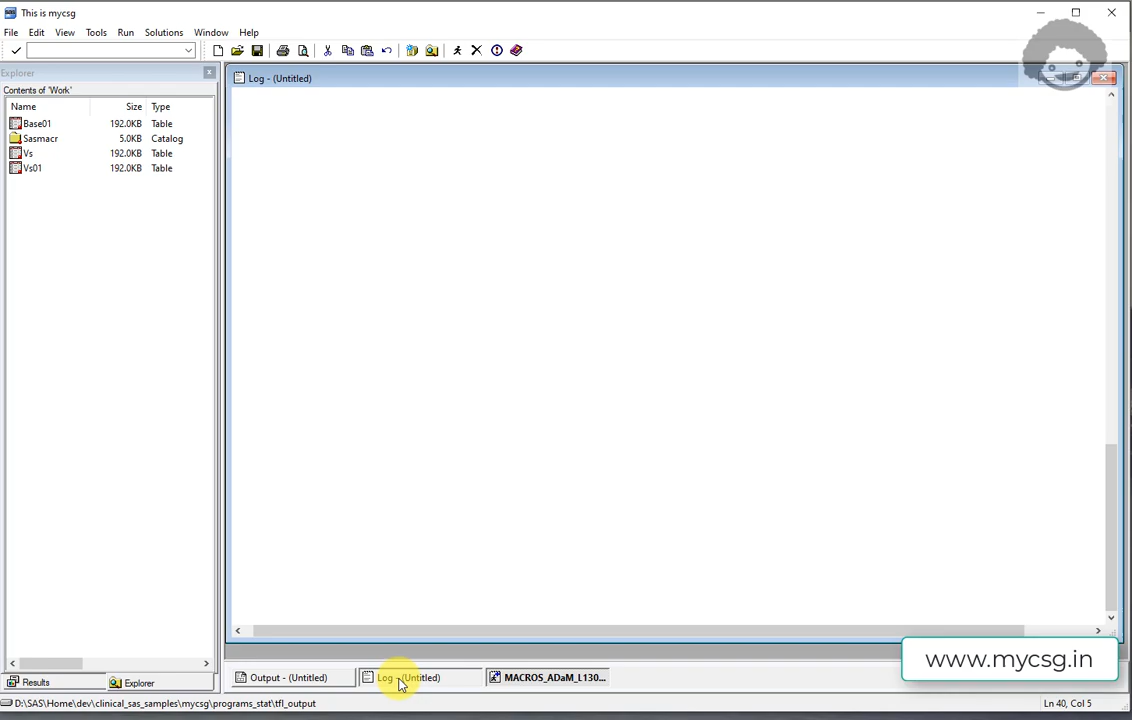 This is mycsg
File Edit View Tools Run Solutions Window Help
Explorer
Contents of 'Work'
Name Size Type
Base01 192.0KB Table
Sasmacr 5.0KB Catalog
Vs 192.0KB Table
Vs01 192.0KB Table
Log - (Untitled)
www.mycsg.in
Output - (Untitled) Log - (Untitled) MACROS_ADaM_L130...
Results Explorer
D:\SAS\Home\dev\clinical_sas_samples\mycsg\programs_stat\tfl_output Ln 40, Col 5